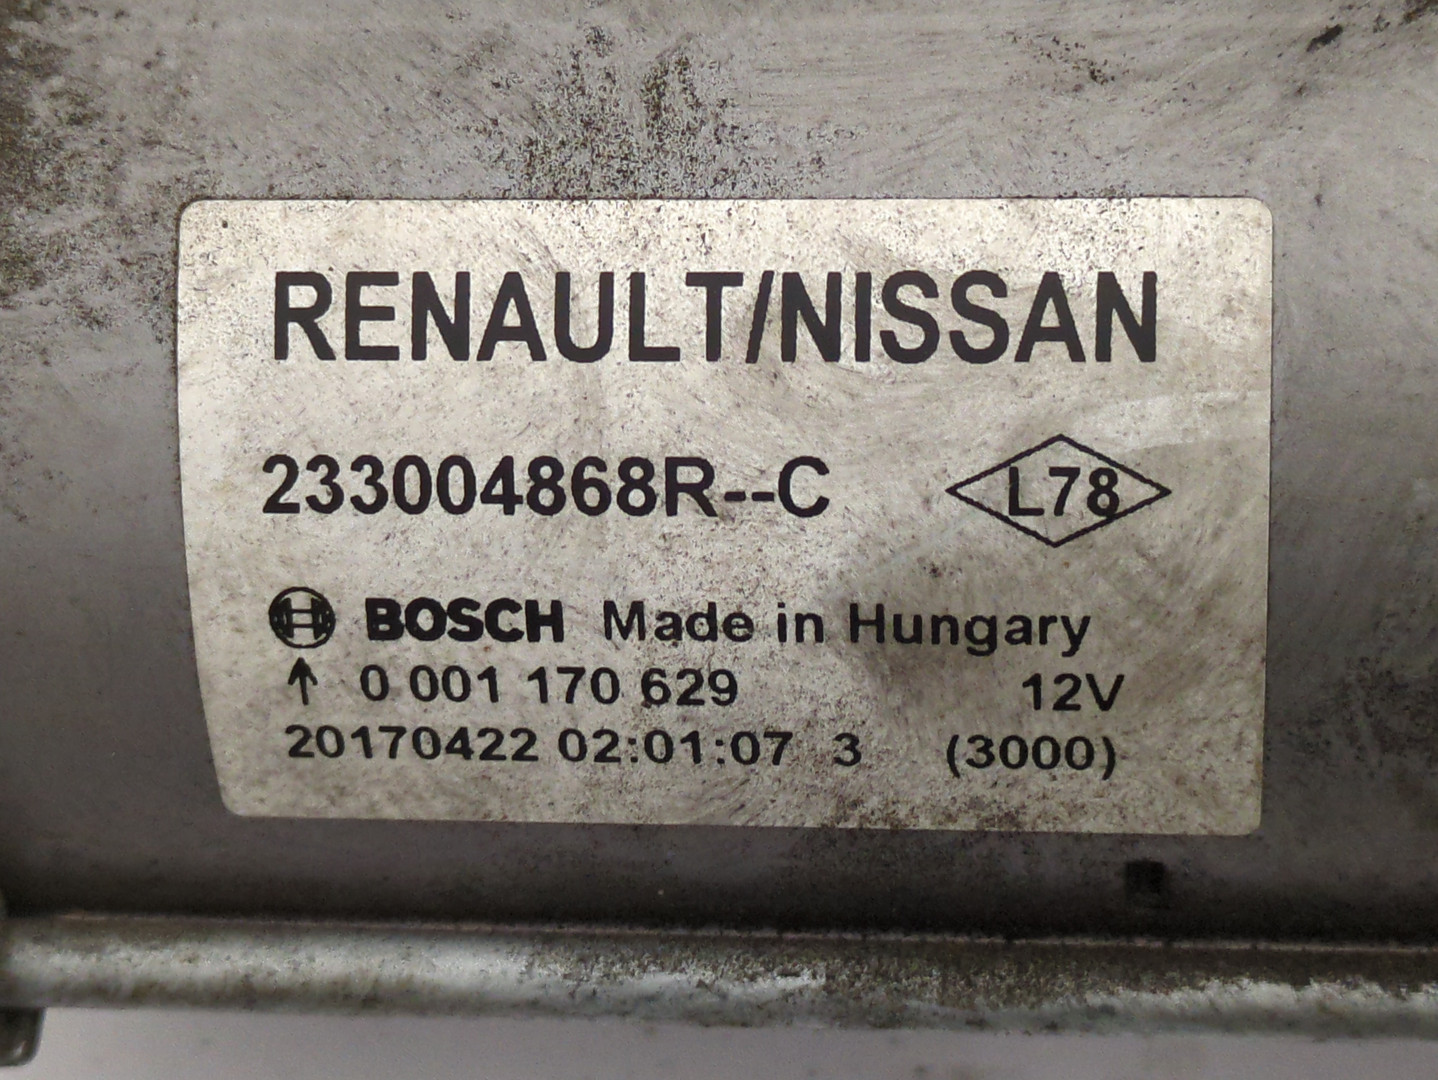 RENAULT/NISSAN
233004868R--C L78
BOSCH Made in Hungary
↑ 0 001 170 629 12V
20170422 02:01:07 3 (3000)